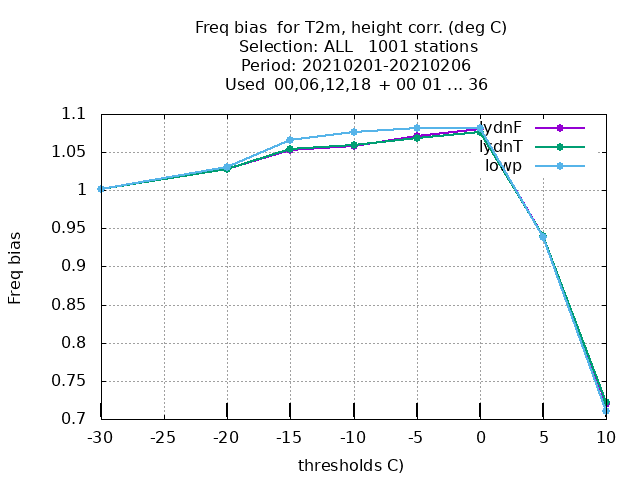 Freq bias for T2m, height corr. (deg C)
Selection: ALL 1001 stations
Period: 20210201-20210206
Used 00,06,12,18 + 00 01 ... 36
1.1
1.05
1
0.95
0.9
0.85
0.8
0.75
0.7
Freq bias
lydnF
lydnT
lowp
-30 -25 -20 -15 -10 -5 0 5 10
thresholds C)